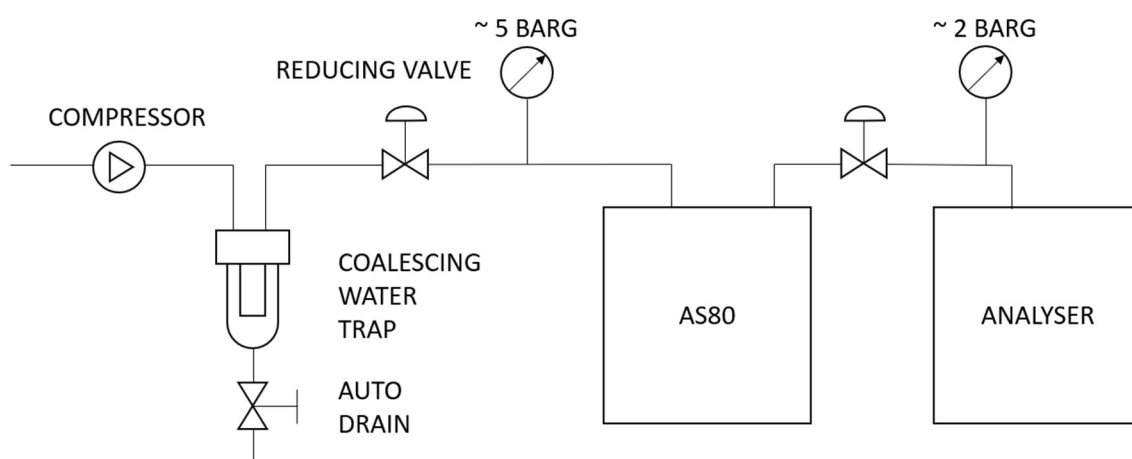 ~ 5 BARG
~ 2 BARG
REDUCING VALVE
COMPRESSOR
COALESCING
WATER
TRAP
AS80
ANALYSER
AUTO
DRAIN